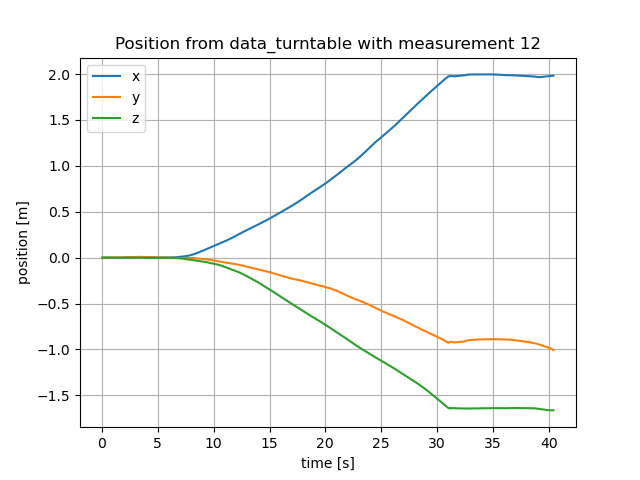 Position from data_turntable with measurement 12
x
y
z
2.0
1.5
1.0
0.5
0.0
−0.5
−1.0
−1.5
position [m]
0 5 10 15 20 25 30 35 40
time [s]